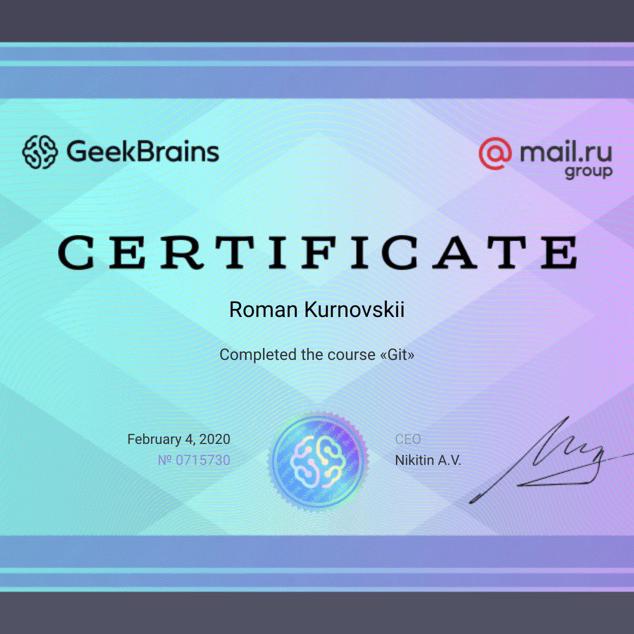 GeekBrains
@mail.ru
group
CERTIFICATE
Roman Kurnovskii
Completed the course «Git»
February 4, 2020
№ 0715730
CEO
Nikitin A.V.